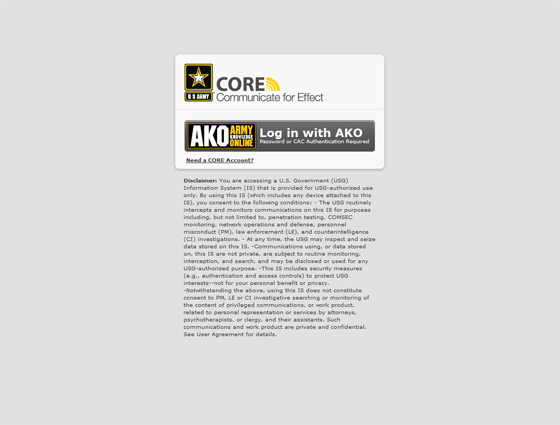 CORE
U S ARMY
Communicate for Effect
AKO ARMY KNOWLEDGE ONLINE
Log in with AKO
Password or CAC Authentication Required
Need a CORE Account?
Disclaimer: You are accessing a U.S. Government (USG)
Information System (IS) that is provided for USG-authorized use
only. By using this IS (which includes any device attached to this
IS), you consent to the following conditions: - The USG routinely
intercepts and monitors communications on this IS for purposes
including, but not limited to, penetration testing, COMSEC
monitoring, network operations and defense, personnel
misconduct (PM), law enforcement (LE), and counterintelligence
(CI) investigations. - At any time, the USG may inspect and seize
data stored on this IS. -Communications using, or data stored
on, this IS are not private, are subject to routine monitoring,
interception, and search, and may be disclosed or used for any
USG-authorized purpose. -This IS includes security measures
(e.g., authentication and access controls) to protect USG
interests--not for your personal benefit or privacy.
-Notwithstanding the above, using this IS does not constitute
consent to PM, LE or CI investigative searching or monitoring of
the content of privileged communications, or work product,
related to personal representation or services by attorneys,
psychotherapists, or clergy, and their assistants. Such
communications and work product are private and confidential.
See User Agreement for details.